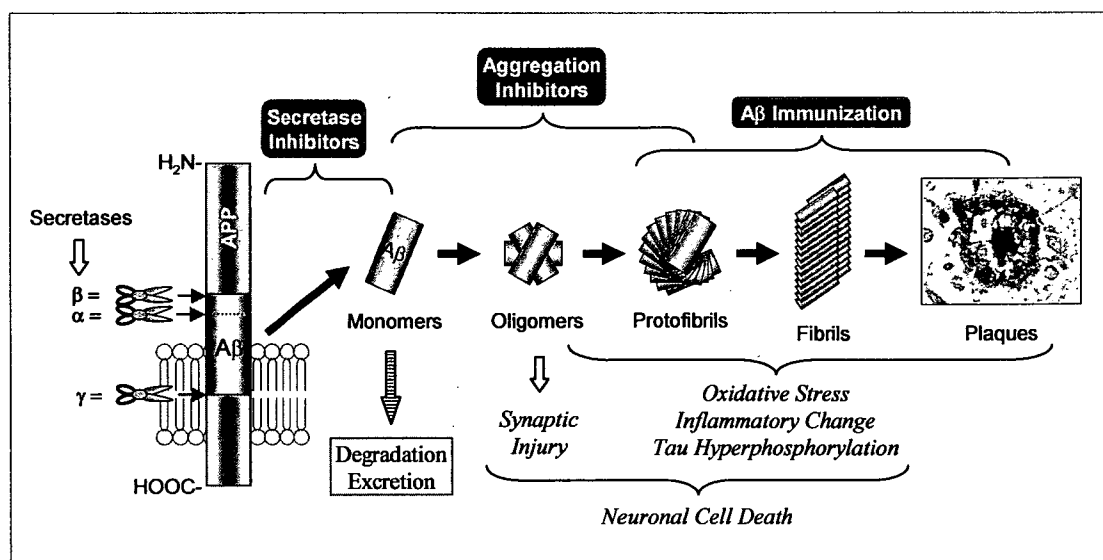 Aggregation
Inhibitors
Secretase
Inhibitors
Aβ Immunization
H₂N-
APP
Secretases
β =
α =
Aβ
Aβ
Monomers
Oligomers
Protofibrils
Fibrils
Plaques
γ =
Synaptic
Injury
Oxidative Stress
Inflammatory Change
Tau Hyperphosphorylation
Degradation
Excretion
HOOC-
Neuronal Cell Death